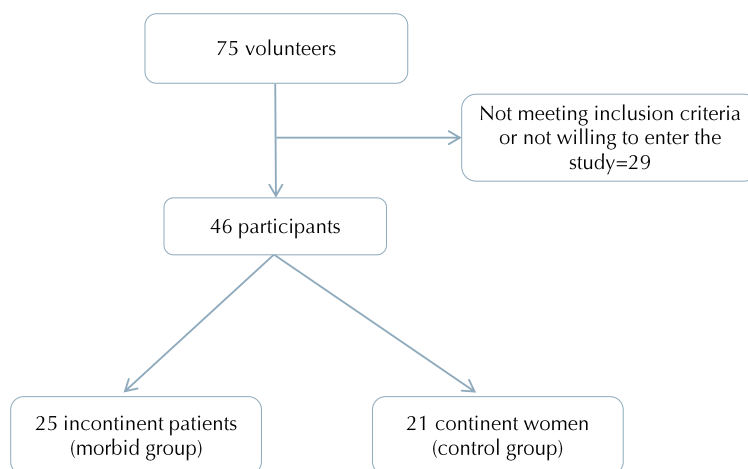 75 volunteers
Not meeting inclusion criteria
or not willing to enter the
study=29
46 participants
25 incontinent patients
(morbid group)
21 continent women
(control group)